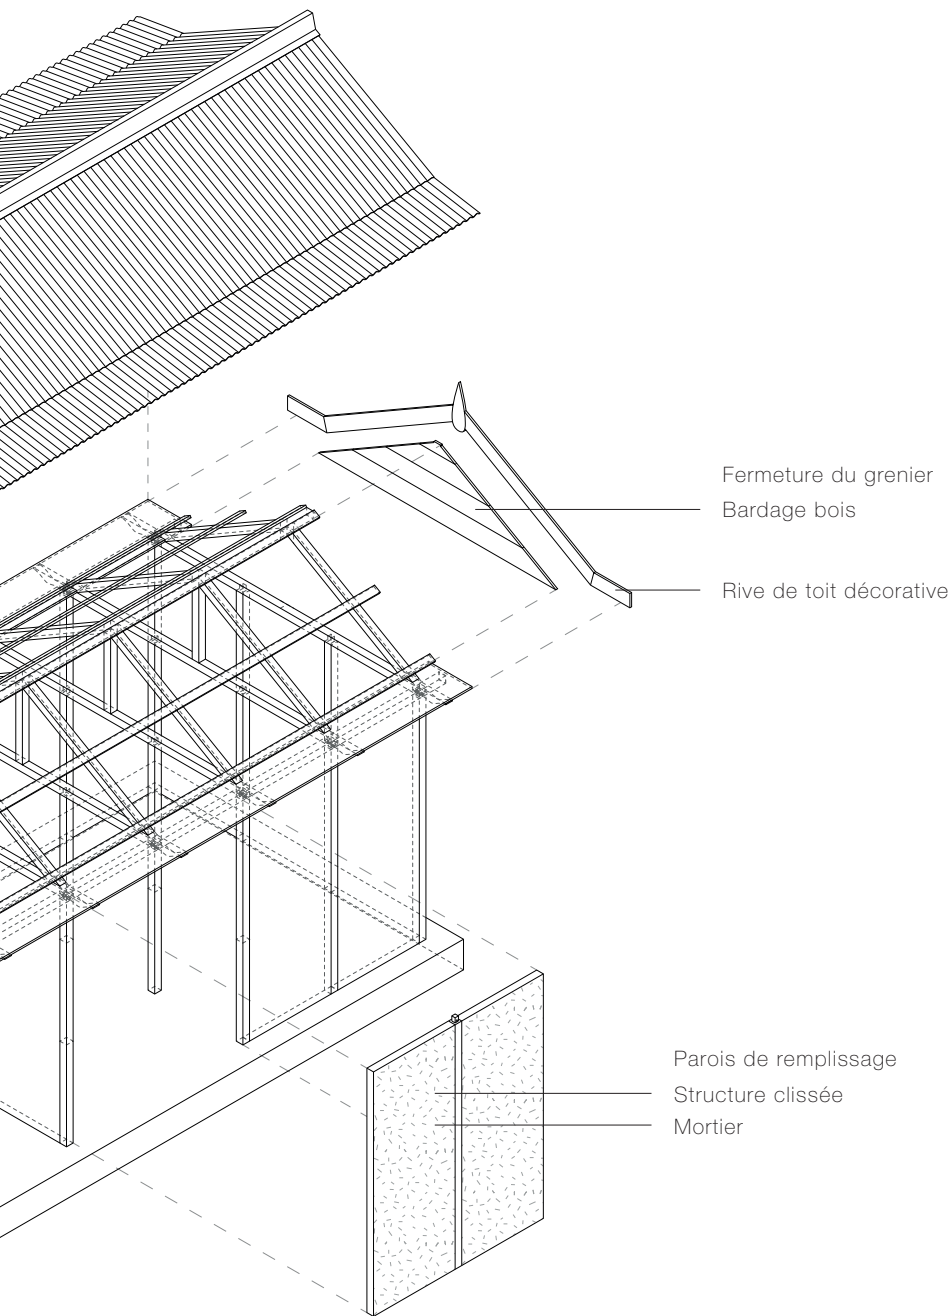 Fermeture du grenier
Bardage bois
Rive de toit décorative
Parois de remplissage
Structure clissée
Mortier